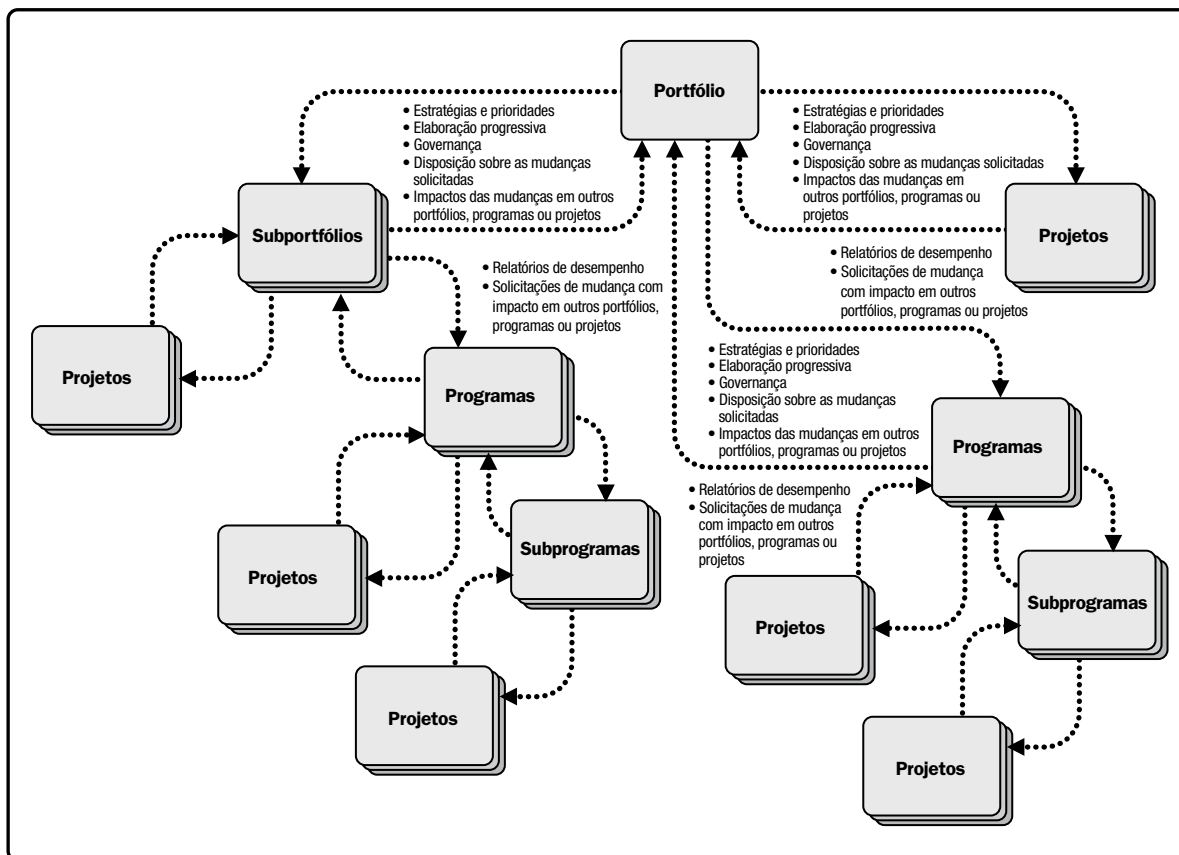 Portfólio
• Estratégias e prioridades
• Elaboração progressiva
• Governança
• Disposição sobre as mudanças
solicitadas
• Impactos das mudanças em outros
portfólios, programas ou projetos
• Estratégias e prioridades
• Elaboração progressiva
• Governança
• Disposição sobre as mudanças solicitadas
• Impactos das mudanças em
outros portfólios, programas ou
projetos
Subportfólios
Projetos
• Relatórios de desempenho
• Solicitações de mudança com
impacto em outros portfólios,
programas ou projetos
• Relatórios de desempenho
• Solicitações de mudança
com impacto em outros
portfólios, programas ou projetos
Projetos
Programas
• Estratégias e prioridades
• Elaboração progressiva
• Governança
• Disposição sobre as mudanças
solicitadas
• Impactos das mudanças em outros
portfólios, programas ou projetos
Programas
• Relatórios de desempenho
• Solicitações de mudança
com impacto em outros
portfólios, programas ou
projetos
Projetos
Subprogramas
Projetos
Subprogramas
Projetos
Projetos